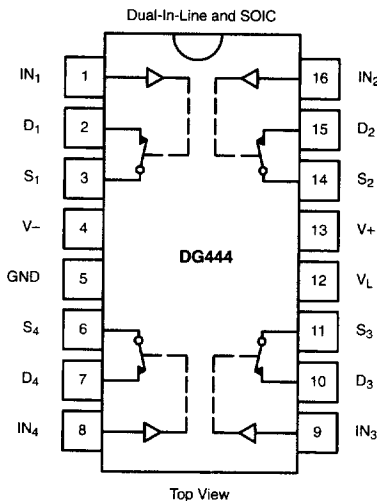 Dual-In-Line and SOIC
IN1 1 16 IN2
D1 2 15 D2
S1 3 14 S2
V– 4 13 V+
DG444
GND 5 12 VL
S4 6 11 S3
D4 7 10 D3
IN4 8 9 IN3
Top View